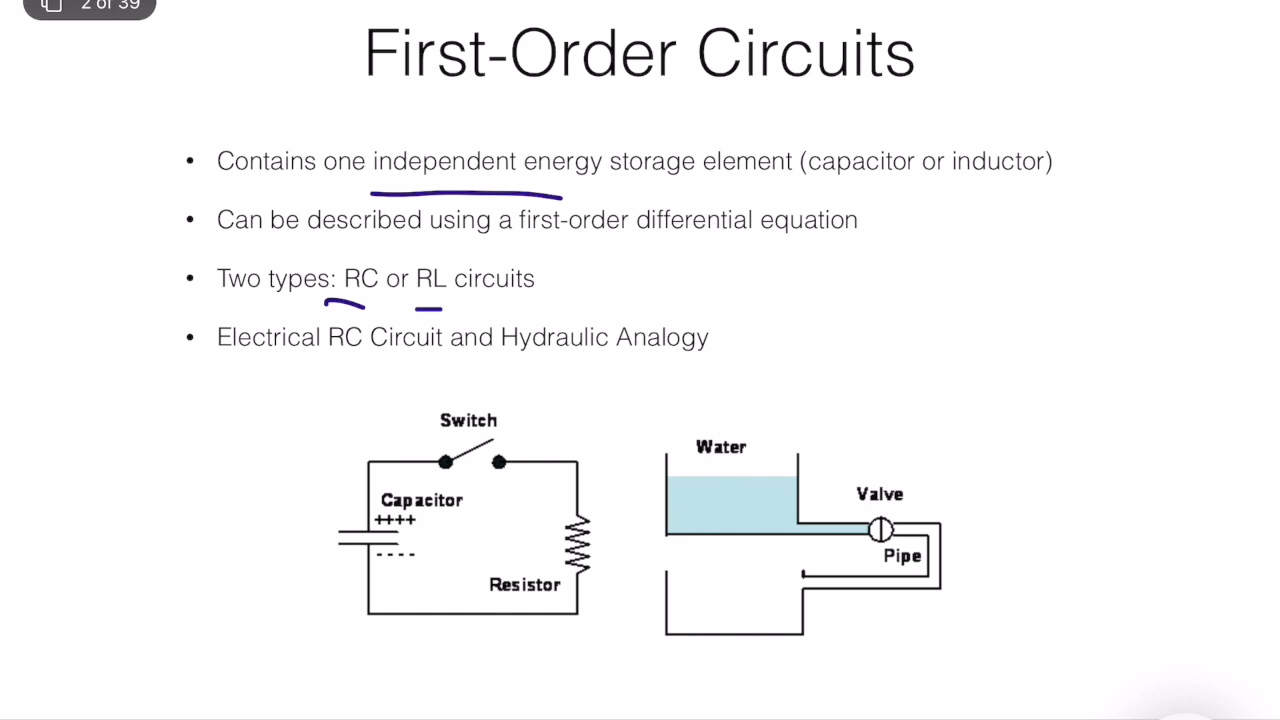 2 of 39
First-Order Circuits
• Contains one independent energy storage element (capacitor or inductor)
• Can be described using a first-order differential equation
• Two types: RC or RL circuits
• Electrical RC Circuit and Hydraulic Analogy
Switch
Capacitor
++++
- - - -
Resistor
Water
Valve
Pipe